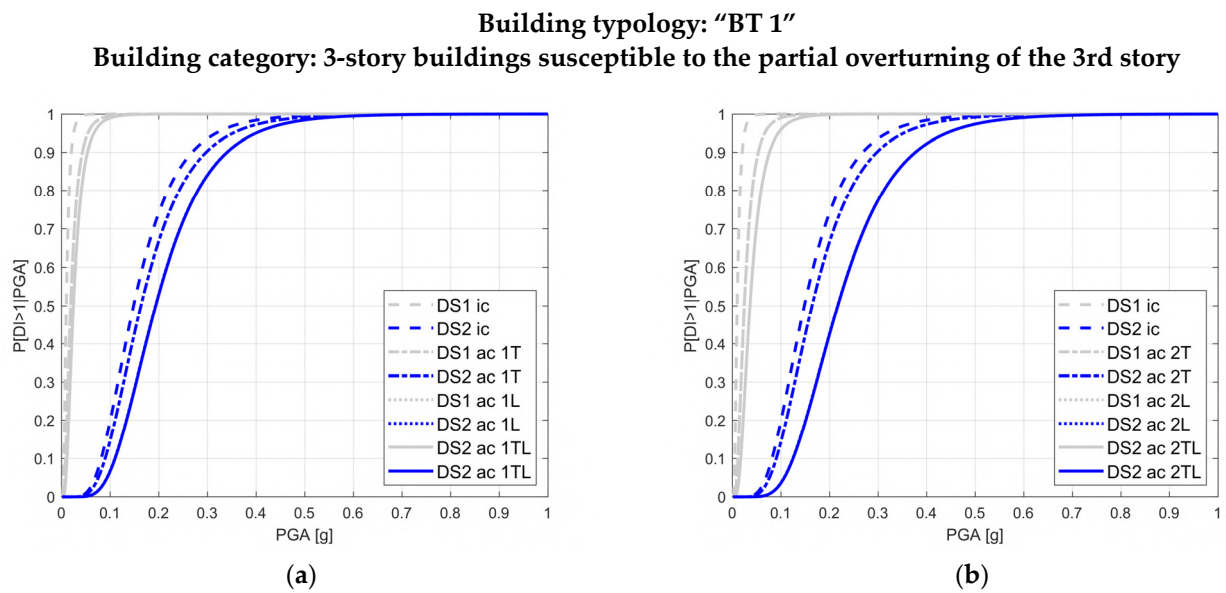 Building typology: “BT 1”
Building category: 3-story buildings susceptible to the partial overturning of the 3rd story
P[DI>1|PGA]
1
0.9
0.8
0.7
0.6
0.5
0.4
0.3
0.2
0.1
0
0 0.1 0.2 0.3 0.4 0.5 0.6 0.7 0.8 0.9 1
PGA [g]
DS1 ic
DS2 ic
DS1 ac 1T
DS2 ac 1T
DS1 ac 1L
DS2 ac 1L
DS2 ac 1TL
DS2 ac 1TL
(a)
P[DI>1|PGA]
1
0.9
0.8
0.7
0.6
0.5
0.4
0.3
0.2
0.1
0
0 0.1 0.2 0.3 0.4 0.5 0.6 0.7 0.8 0.9 1
PGA [g]
DS1 ic
DS2 ic
DS1 ac 2T
DS2 ac 2T
DS1 ac 2L
DS2 ac 2L
DS2 ac 2TL
DS2 ac 2TL
(b)